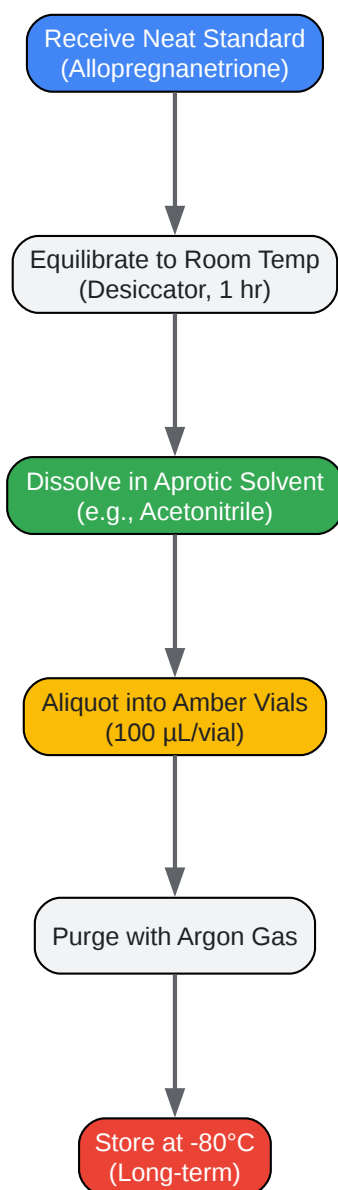 Receive Neat Standard
(Allopregnanetrione)
Equilibrate to Room Temp
(Desiccator, 1 hr)
Dissolve in Aprotic Solvent
(e.g., Acetonitrile)
Aliquot into Amber Vials
(100 µL/vial)
Purge with Argon Gas
Store at -80°C
(Long-term)